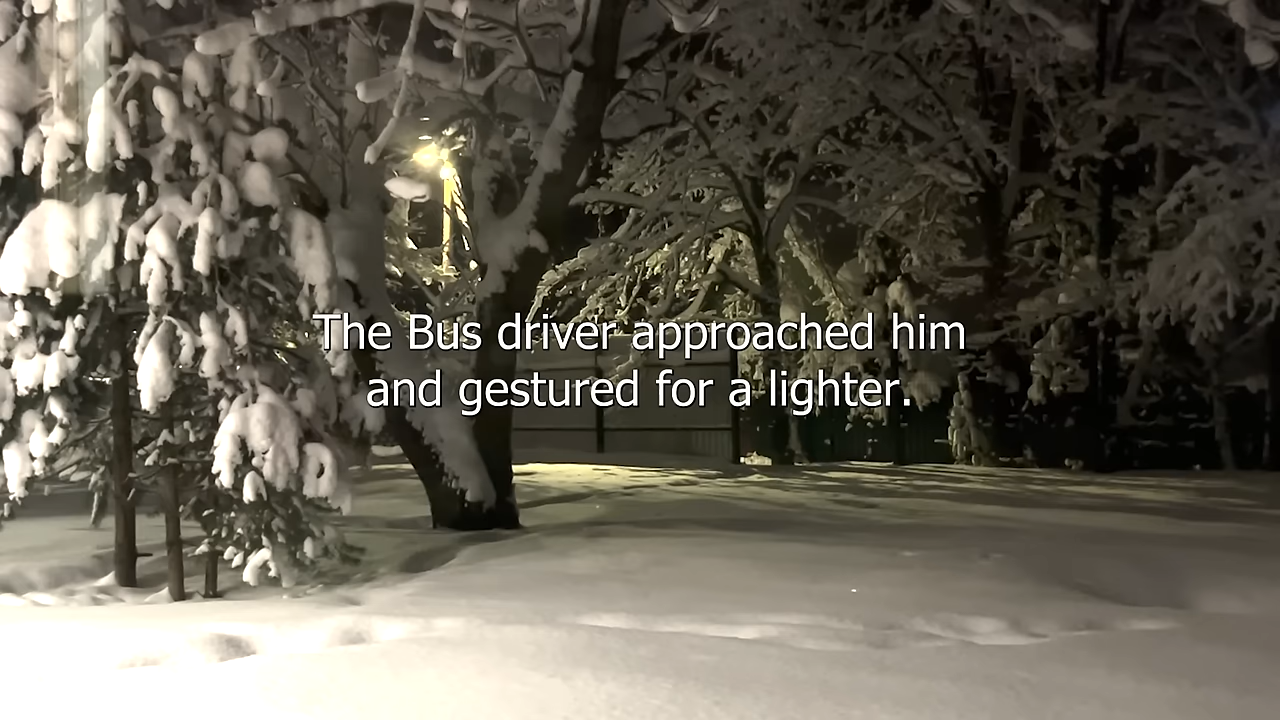 The Bus driver approached him
and gestured for a lighter.